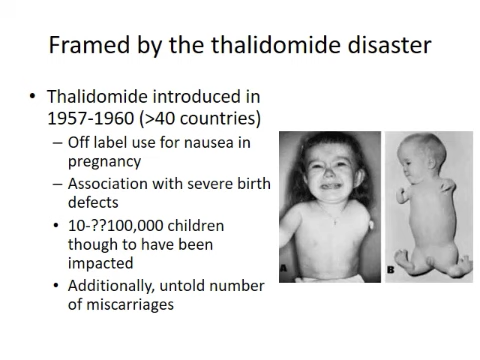 Framed by the thalidomide disaster
• Thalidomide introduced in
1957-1960 (>40 countries)
– Off label use for nausea in
pregnancy
– Association with severe birth
defects
• 10-??100,000 children
though to have been
impacted
• Additionally, untold number
of miscarriages
A
B